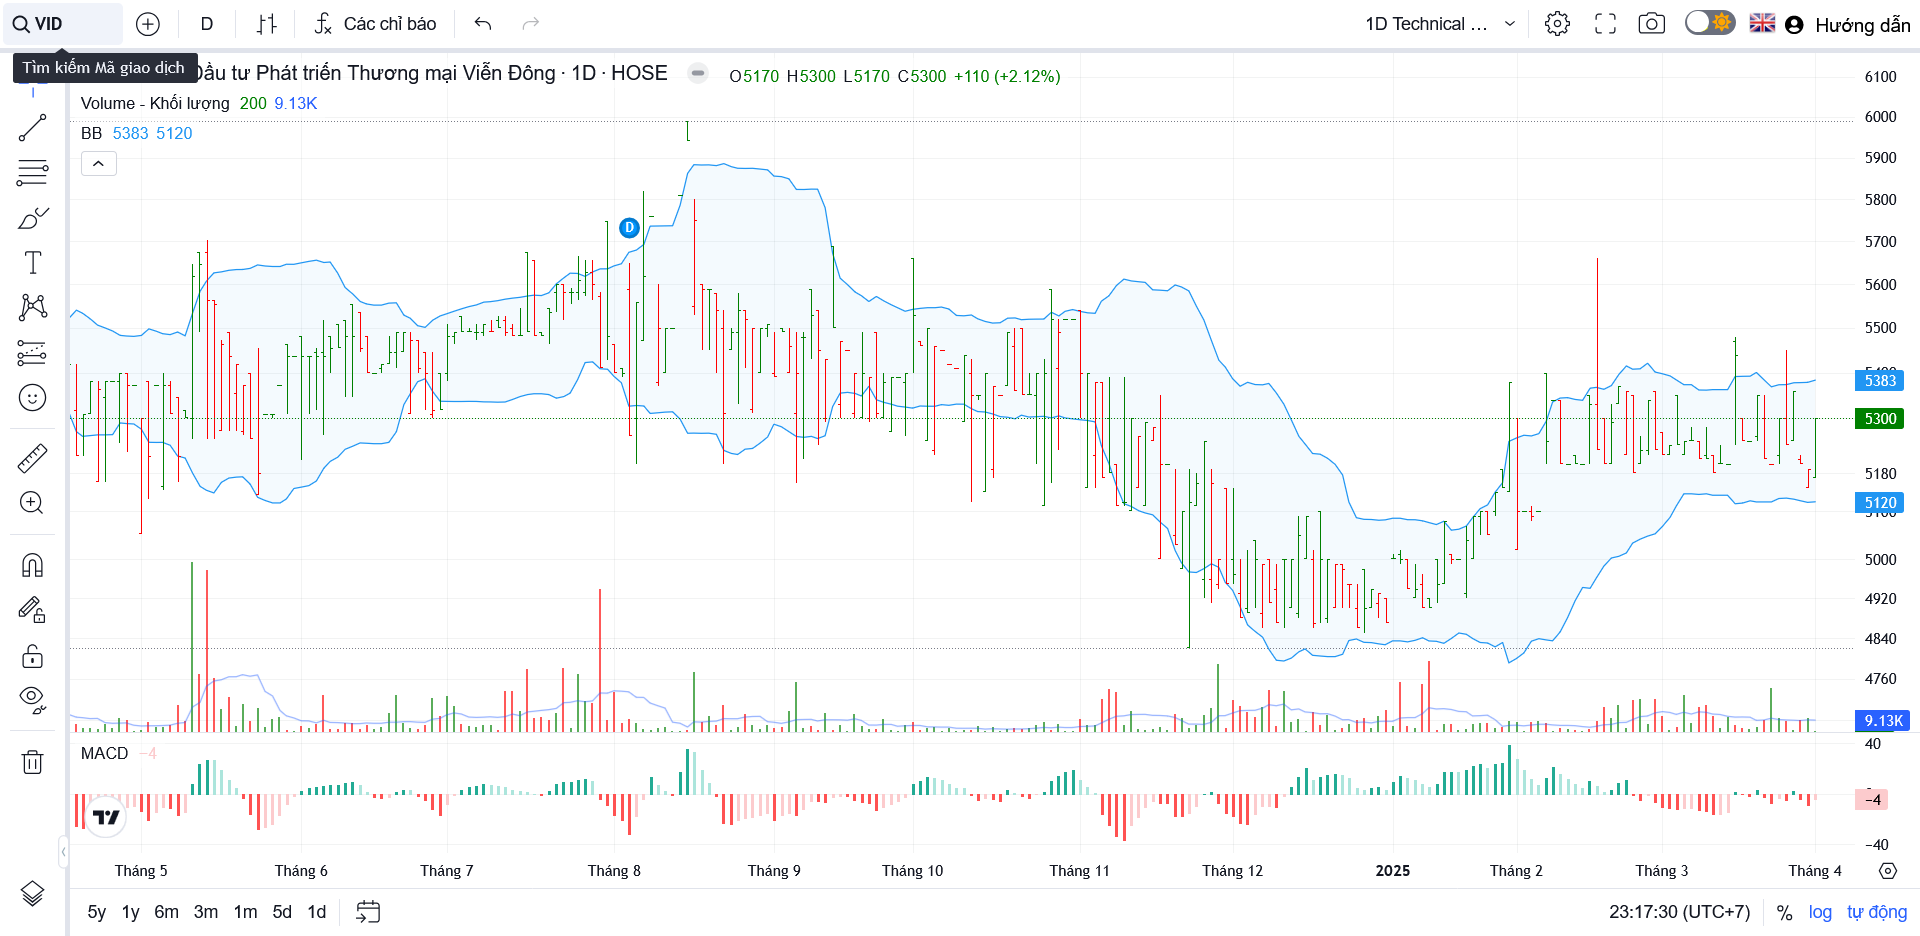 VID
D
Các chỉ báo
1D Technical ...
Hướng dẫn
Tìm kiếm Mã giao dịch
Đầu tư Phát triển Thương mại Viễn Đông · 1D · HOSE
O5170 H5300 L5170 C5300 +110 (+2.12%)
Volume - Khối lượng 200 9.13K
BB 5383 5120
D
6100
6000
5900
5800
5700
5600
5500
5400
5383
5300
5180
5120
5100
5000
4920
4840
4760
9.13K
MACD −4
40
−4
−40
Tháng 5 Tháng 6 Tháng 7 Tháng 8 Tháng 9 Tháng 10 Tháng 11 Tháng 12 2025 Tháng 2 Tháng 3 Tháng 4
5y 1y 6m 3m 1m 5d 1d
23:17:30 (UTC+7) % log tự động